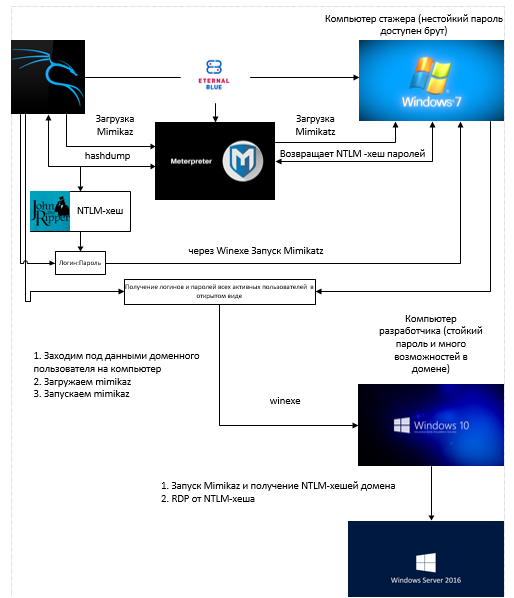 Компьютер стажера (нестойкий пароль
доступен брут)
ETERNAL
BLUE
Windows 7
Загрузка
Mimikaz
Загрузка
Mimikatz
hashdump
Meterpreter
Возвращает NTLM -хеш паролей
John
the
Ripper
NTLM-хеш
через Winexe Запуск Mimikatz
Логин:Пароль
Получение логинов и паролей всех активных пользователей в
открытом виде
Компьютер
разработчика (стойкий
пароль и много
возможностей в
домене)
1. Заходим под данными доменного
пользователя на компьютер
2. Загружаем mimikaz
3. Запускаем mimikaz
winexe
Windows 10
1. Запуск Mimikaz и получение NTLM-хешей домена
2. RDP от NTLM-хеша
Windows Server 2016